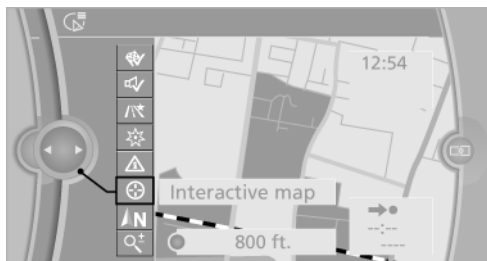 12:54
Interactive map
N
800 ft.
--:--
----